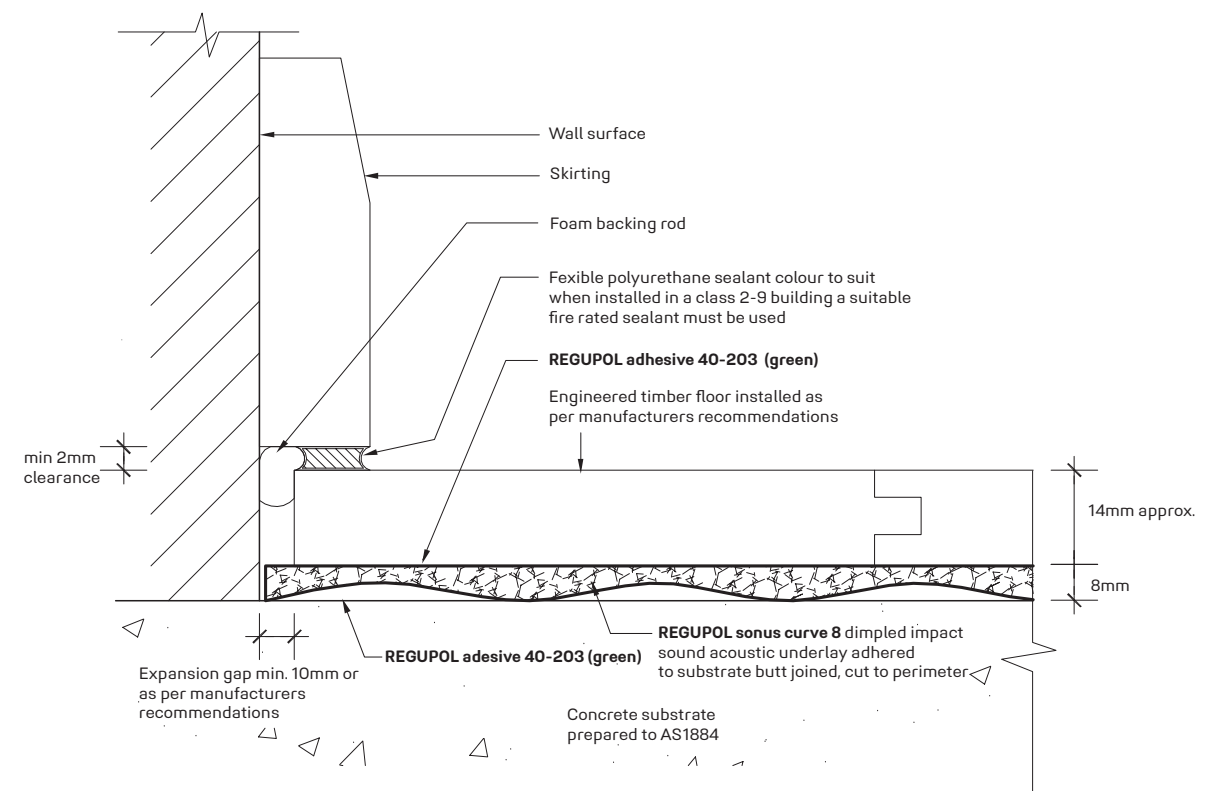 Wall surface
Skirting
Foam backing rod
Fexible polyurethane sealant colour to suit
when installed in a class 2-9 building a suitable
fire rated sealant must be used
REGUPOL adhesive 40-203 (green)
Engineered timber floor installed as
per manufacturers recommendations
min 2mm
clearance
14mm approx.
8mm
REGUPOL sonus curve 8 dimpled impact
sound acoustic underlay adhered
to substrate butt joined, cut to perimeter
REGUPOL adesive 40-203 (green)
Expansion gap min. 10mm or
as per manufacturers
recommendations
Concrete substrate
prepared to AS1884